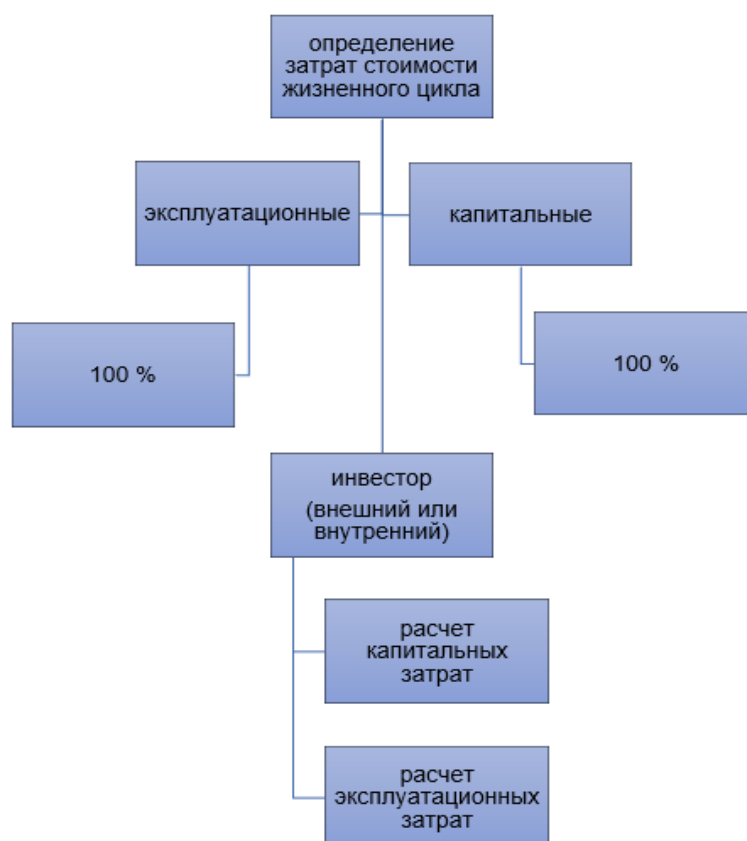 определение
затрат стоимости
жизненного цикла
эксплуатационные
капитальные
100 %
100 %
инвестор
(внешний или
внутренний)
расчет
капитальных
затрат
расчет
эксплуатационных
затрат